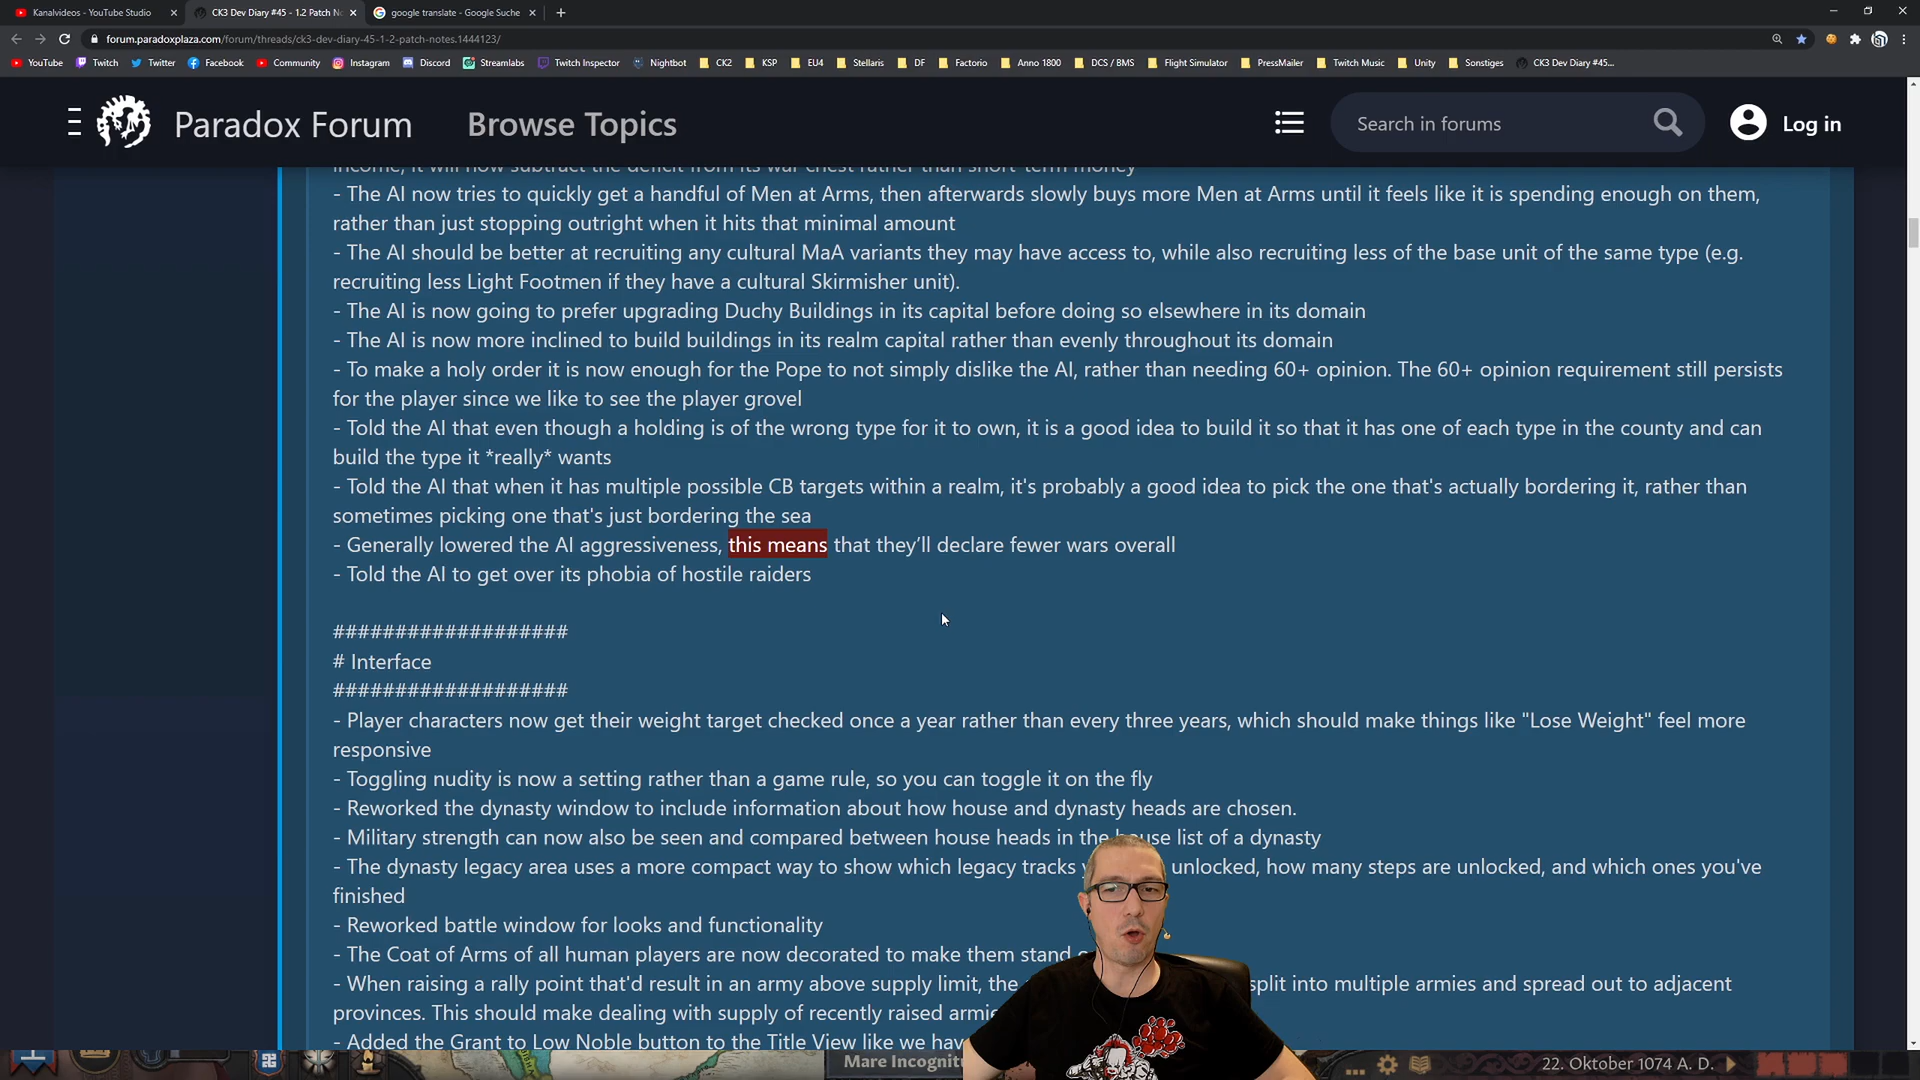 Kanalvideos - YouTube Studio
CK3 Dev Diary #45 - 1.2 Patch N
google translate - Google Suche
forum.paradoxplaza.com/forum/threads/ck3-dev-diary-45-1-2-patch-notes.1444123/
YouTube Twitch Twitter Facebook Community Instagram Discord Streamlabs Twitch Inspector Nightbot CK2 KSP EU4 Stellaris DF Factorio Anno 1800 DCS / BMS Flight Simulator PressMailer Twitch Music Unity Sonstiges CK3 Dev Diary #45...
Paradox Forum Browse Topics Search in forums Log in
income, it will now subtract the deficit from its war chest rather than short-term money
- The AI now tries to quickly get a handful of Men at Arms, then afterwards slowly buys more Men at Arms until it feels like it is spending enough on them,
rather than just stopping outright when it hits that minimal amount
- The AI should be better at recruiting any cultural MaA variants they may have access to, while also recruiting less of the base unit of the same type (e.g.
recruiting less Light Footmen if they have a cultural Skirmisher unit).
- The AI is now going to prefer upgrading Duchy Buildings in its capital before doing so elsewhere in its domain
- The AI is now more inclined to build buildings in its realm capital rather than evenly throughout its domain
- To make a holy order it is now enough for the Pope to not simply dislike the AI, rather than needing 60+ opinion. The 60+ opinion requirement still persists
for the player since we like to see the player grovel
- Told the AI that even though a holding is of the wrong type for it to own, it is a good idea to build it so that it has one of each type in the county and can
build the type it *really* wants
- Told the AI that when it has multiple possible CB targets within a realm, it's probably a good idea to pick the one that's actually bordering it, rather than
sometimes picking one that's just bordering the sea
- Generally lowered the AI aggressiveness, this means that they’ll declare fewer wars overall
- Told the AI to get over its phobia of hostile raiders
###################
# Interface
###################
- Player characters now get their weight target checked once a year rather than every three years, which should make things like "Lose Weight" feel more
responsive
- Toggling nudity is now a setting rather than a game rule, so you can toggle it on the fly
- Reworked the dynasty window to include information about how house and dynasty heads are chosen.
- Military strength can now also be seen and compared between house heads in the house list of a dynasty
- The dynasty legacy area uses a more compact way to show which legacy tracks unlocked, how many steps are unlocked, and which ones you've
finished
- Reworked battle window for looks and functionality
- The Coat of Arms of all human players are now decorated to make them stand
- When raising a rally point that'd result in an army above supply limit, the split into multiple armies and spread out to adjacent
provinces. This should make dealing with supply of recently raised armie
- Added the Grant to Low Noble button to the Title View like we hav
Mare Incognit
22. Oktober 1074 A. D.